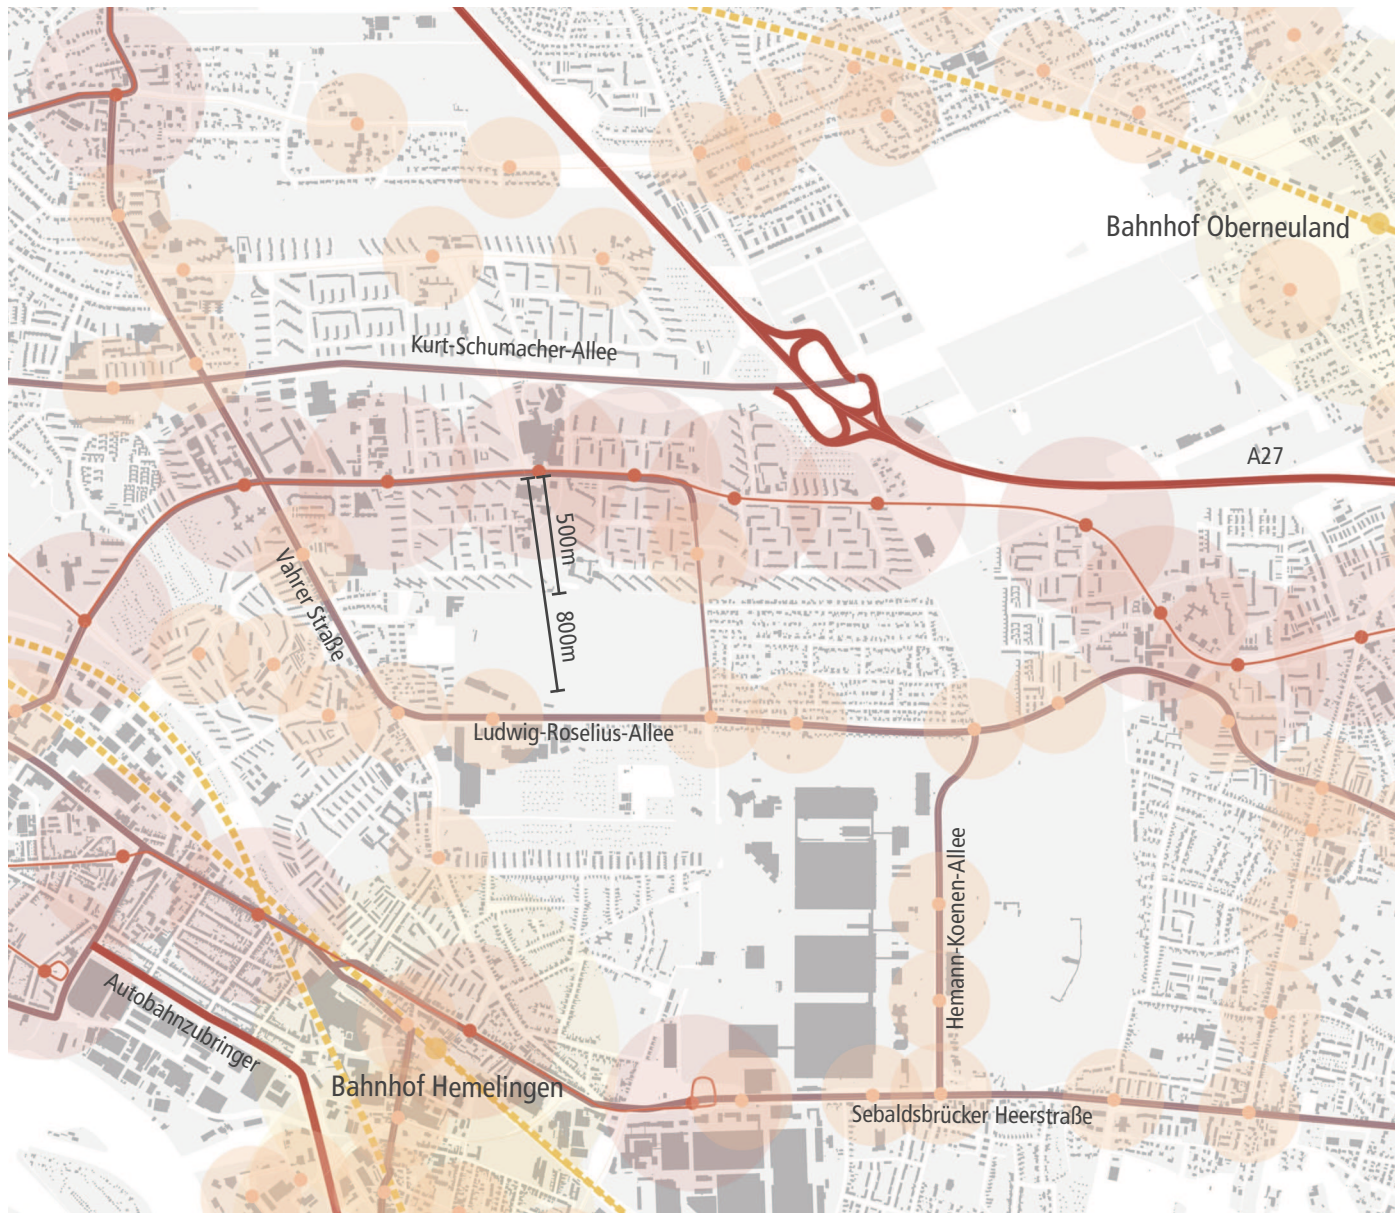 Bahnhof Oberneuland
Kurt-Schumacher-Allee
A27
500m
800m
Vahrer Straße
Ludwig-Roselius-Allee
Hemann-Koenen-Allee
Autobahnzubringer
Bahnhof Hemelingen
Sebaldsbrücker Heerstraße